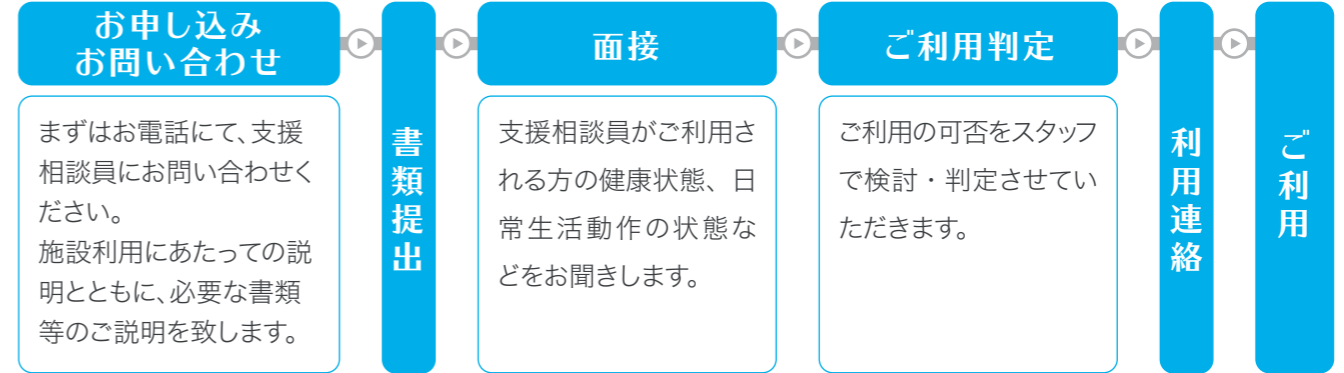 お申し込み
お問い合わせ
まずはお電話にて、支援
相談員にお問い合わせく
ださい。
施設利用にあたっての説
明とともに、必要な書類
等のご説明を致します。
書類提出
面接
支援相談員がご利用さ
れる方の健康状態、日
常生活動作の状態な
どをお聞きします。
ご利用判定
ご利用の可否をスタッフ
で検討・判定させてい
ただきます。
利用連絡
ご利用